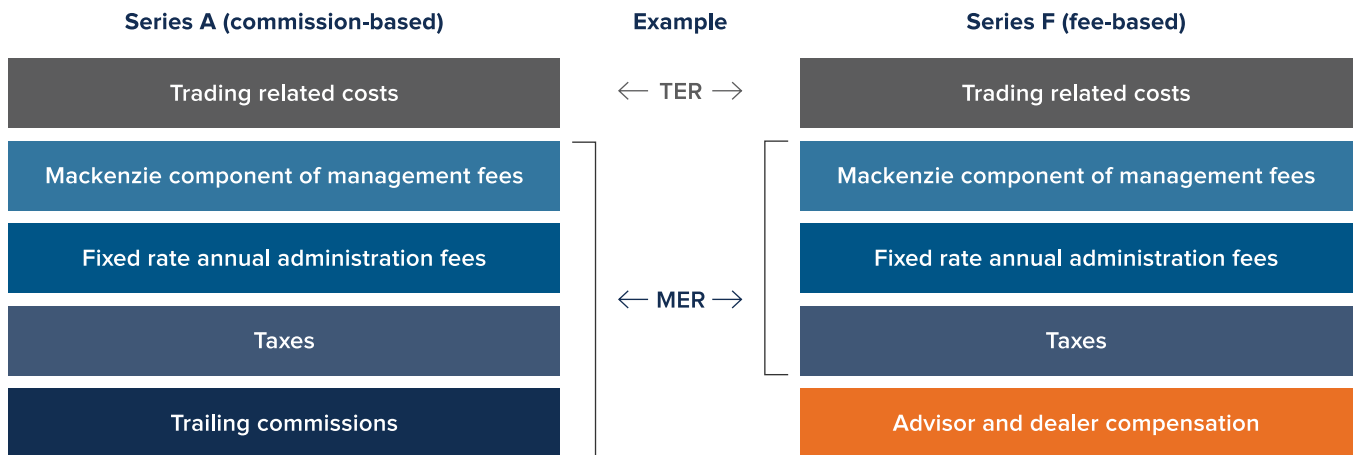 Series A (commission-based)
Example
Series F (fee-based)
Trading related costs
← TER →
Trading related costs
Mackenzie component of management fees
Mackenzie component of management fees
Fixed rate annual administration fees
Fixed rate annual administration fees
← MER →
Taxes
Taxes
Trailing commissions
Advisor and dealer compensation